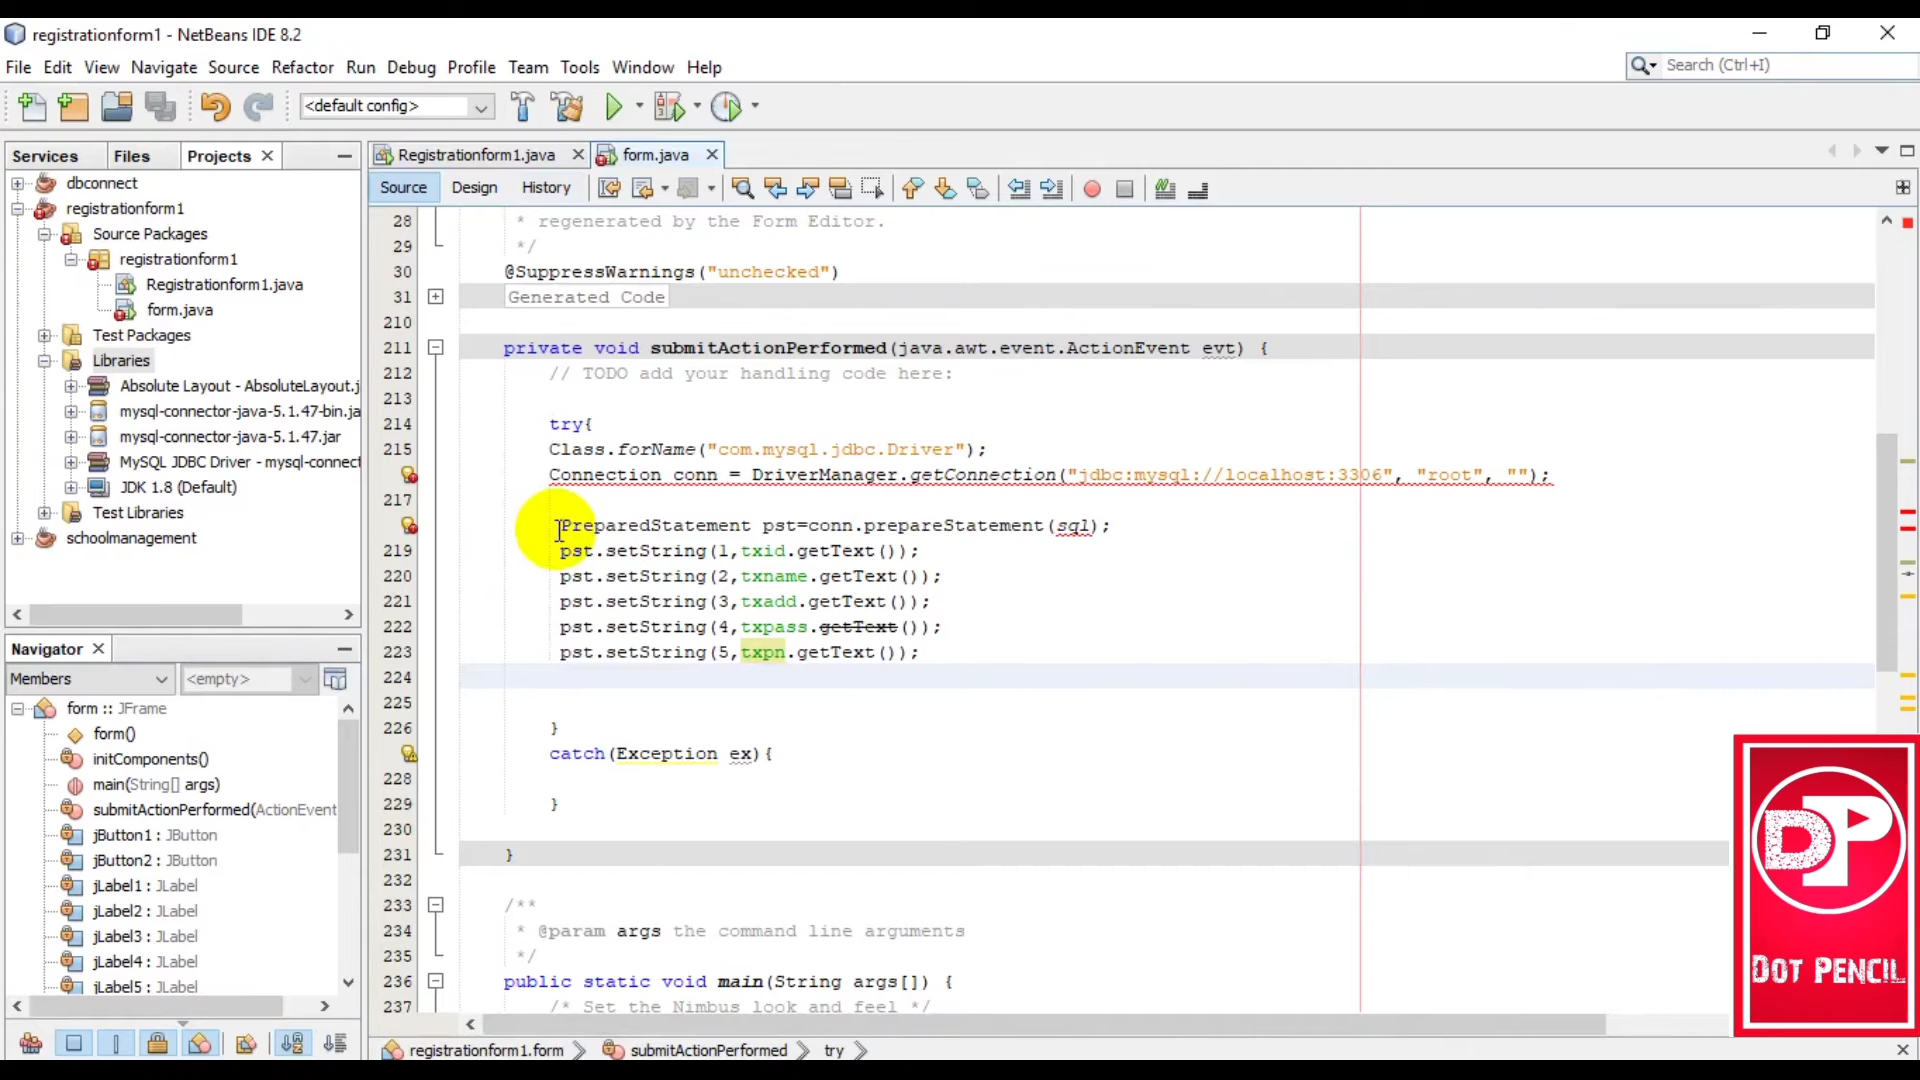 registrationform1 - NetBeans IDE 8.2
File Edit View Navigate Source Refactor Run Debug Profile Team Tools Window Help
Search (Ctrl+I)
<default config>
Services Files Projects
Registrationform1.java form.java
Source Design History
dbconnect
registrationform1
Source Packages
registrationform1
Registrationform1.java
form.java
Test Packages
Libraries
Absolute Layout - AbsoluteLayout.j
mysql-connector-java-5.1.47-bin.ja
mysql-connector-java-5.1.47.jar
MySQL JDBC Driver - mysql-connect
JDK 1.8 (Default)
Test Libraries
schoolmanagement
Navigator
Members <empty>
form :: JFrame
form()
initComponents()
main(String[] args)
submitActionPerformed(ActionEvent
jButton1 : JButton
jButton2 : JButton
jLabel1 : JLabel
jLabel2 : JLabel
jLabel3 : JLabel
jLabel4 : JLabel
jLabel5 : JLabel
28 * regenerated by the Form Editor.
29 */
30 @SuppressWarnings("unchecked")
31 Generated Code
210
211 private void submitActionPerformed(java.awt.event.ActionEvent evt) {
212 // TODO add your handling code here:
213
214 try{
215 Class.forName("com.mysql.jdbc.Driver");
Connection conn = DriverManager.getConnection("jdbc:mysql://localhost:3306", "root", "");
217
PreparedStatement pst=conn.prepareStatement(sql);
219 pst.setString(1,txid.getText());
220 pst.setString(2,txname.getText());
221 pst.setString(3,txadd.getText());
222 pst.setString(4,txpass.getText());
223 pst.setString(5,txpn.getText());
224
225
226 }
catch(Exception ex){
228
229 }
230
231 }
232
233 /**
234 * @param args the command line arguments
235 */
236 public static void main(String args[]) {
237 /* Set the Nimbus look and feel */
registrationform1.form submitActionPerformed try
DP
DOT PENCIL